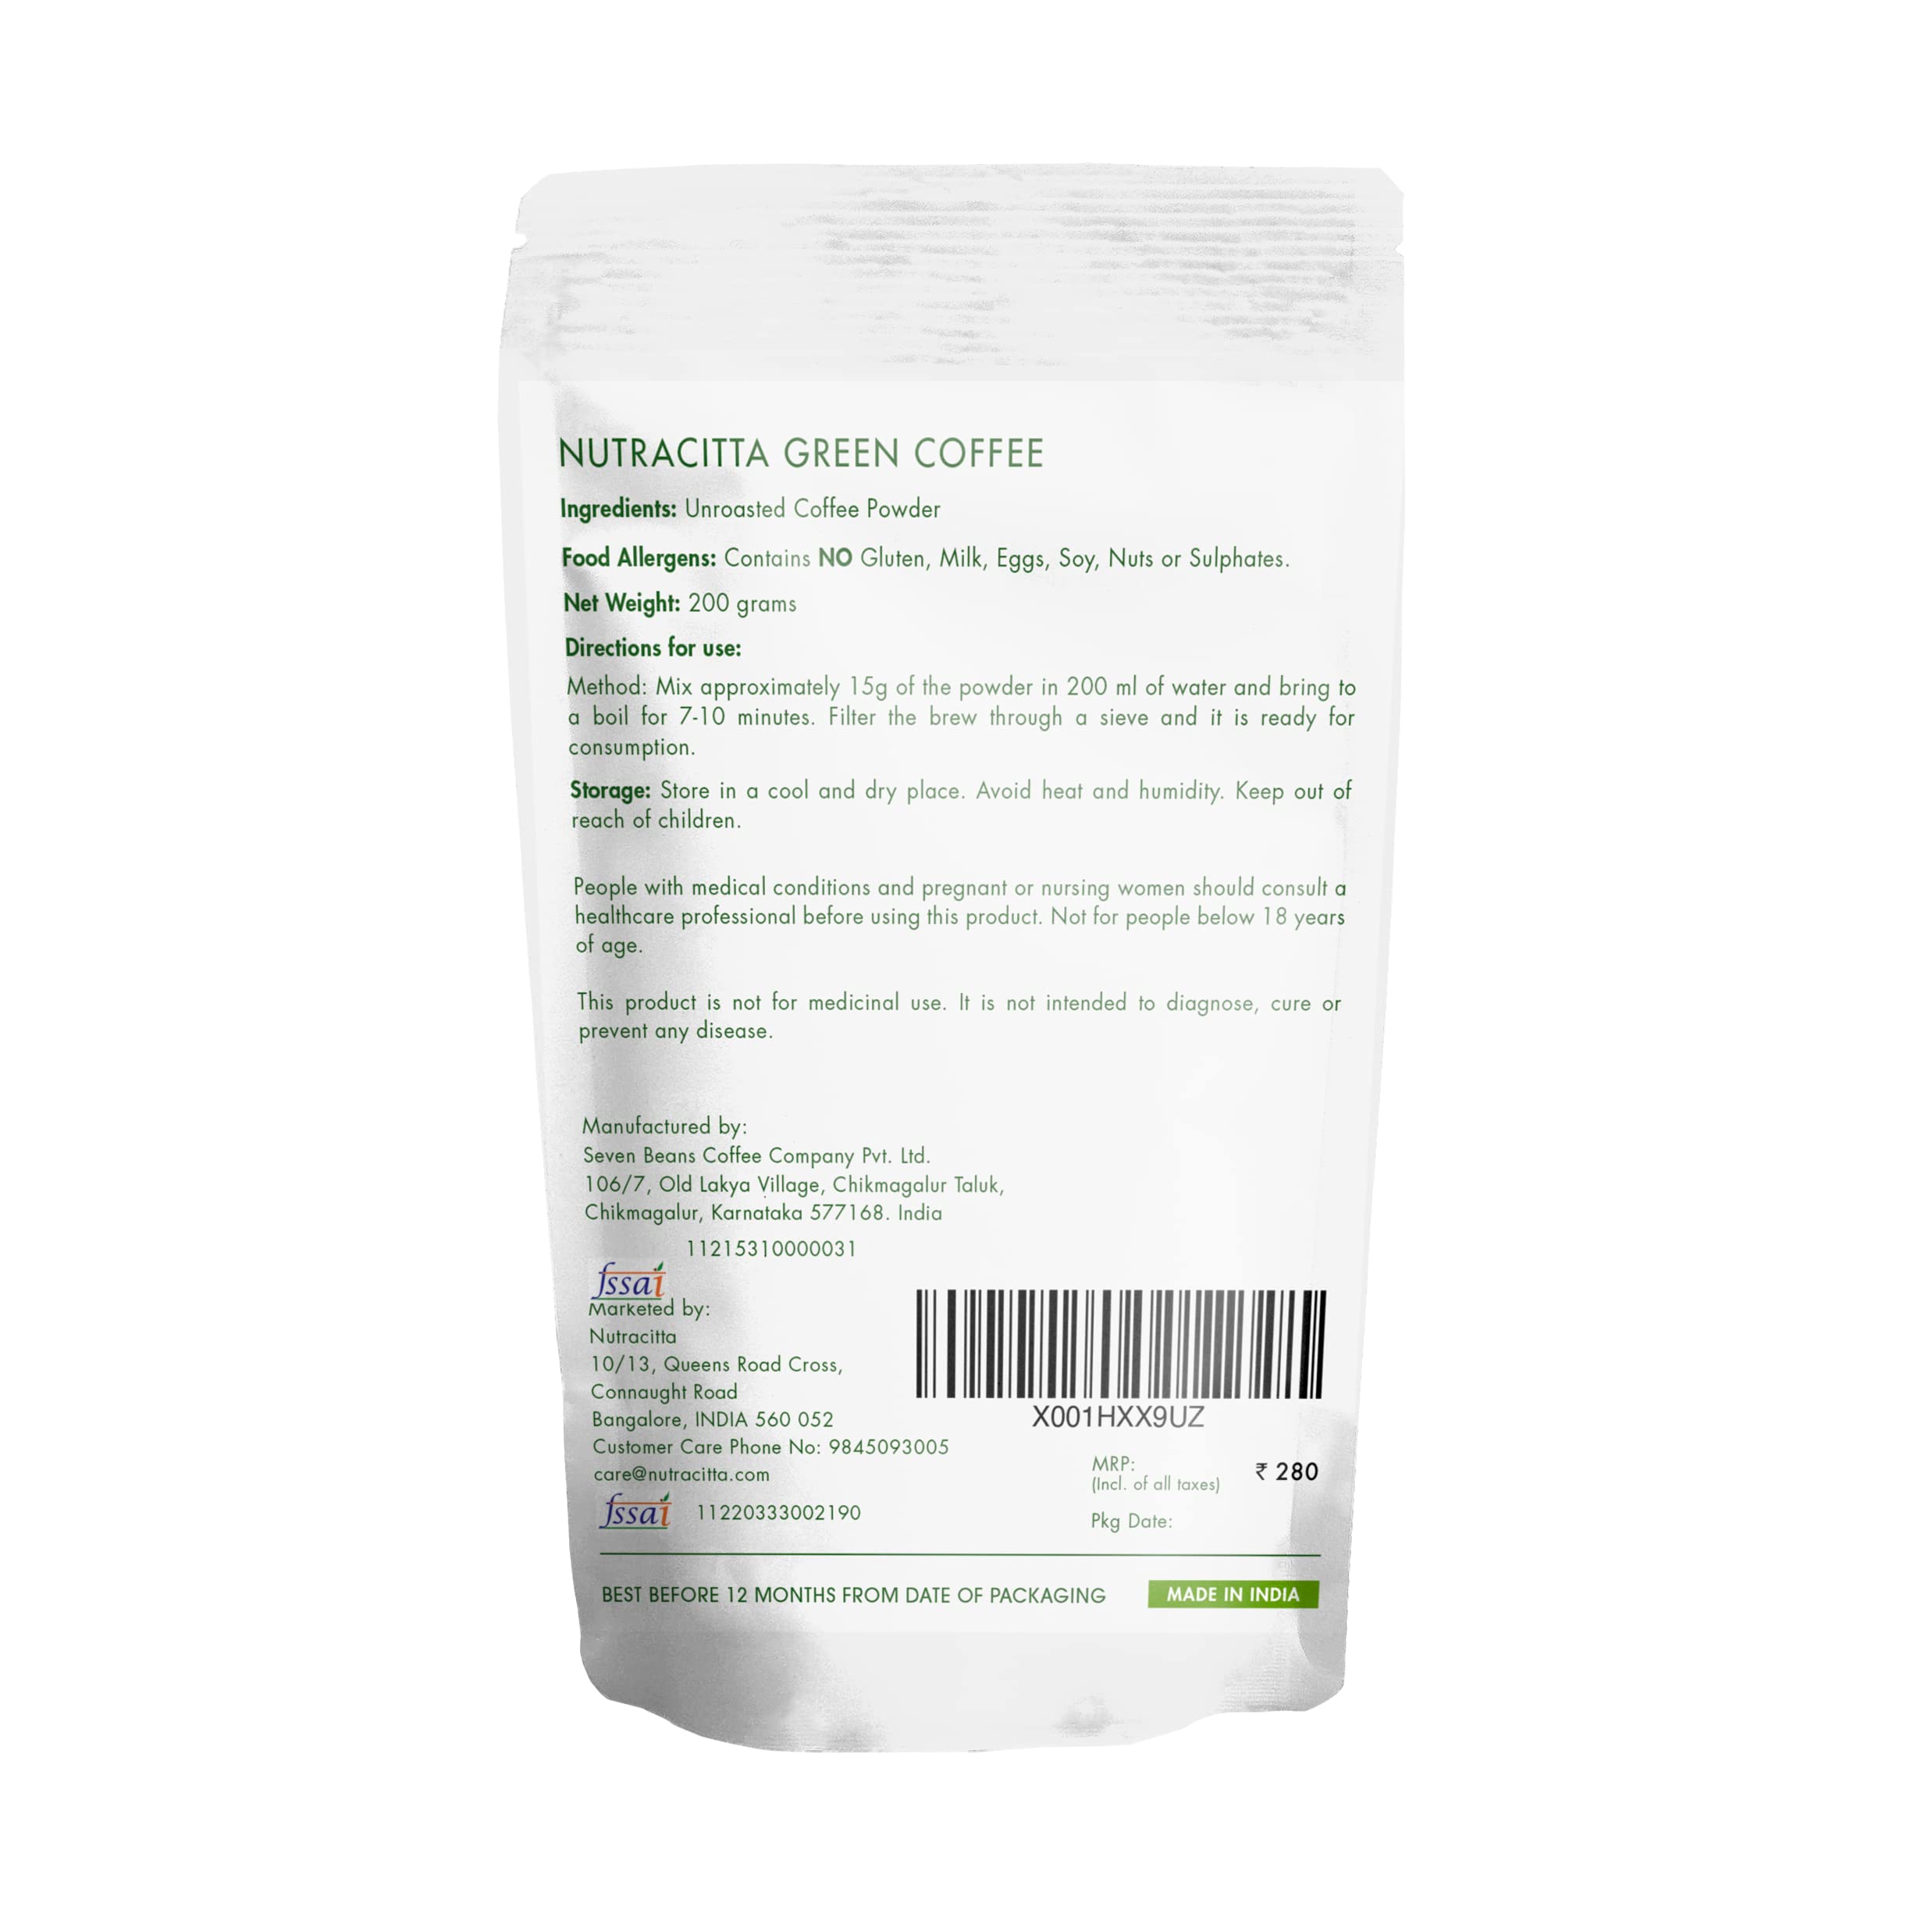 NUTRACITTA GREEN COFFEE
Ingredients: Unroasted Coffee Powder
Food Allergens: Contains NO Gluten, Milk, Eggs, Soy, Nuts or Sulphates.
Net Weight: 200 grams
Directions for use:
Method: Mix approximately 15g of the powder in 200 ml of water and bring to
a boil for 7-10 minutes. Filter the brew through a sieve and it is ready for
consumption.
Storage: Store in a cool and dry place. Avoid heat and humidity. Keep out of
reach of children.
People with medical conditions and pregnant or nursing women should consult a
healthcare professional before using this product. Not for people below 18 years
of age.
This product is not for medicinal use. It is not intended to diagnose, cure or
prevent any disease.
Manufactured by:
Seven Beans Coffee Company Pvt. Ltd.
106/7, Old Lakya Village, Chikmagalur Taluk,
Chikmagalur, Karnataka 577168. India
11215310000031
fssai
Marketed by:
Nutracitta
10/13, Queens Road Cross,
Connaught Road
Bangalore, INDIA 560 052
Customer Care Phone No: 9845093005
care@nutracitta.com
fssai 11220333002190
X001HXX9UZ
MRP: ₹ 280
(Incl. of all taxes)
Pkg Date:
BEST BEFORE 12 MONTHS FROM DATE OF PACKAGING
MADE IN INDIA